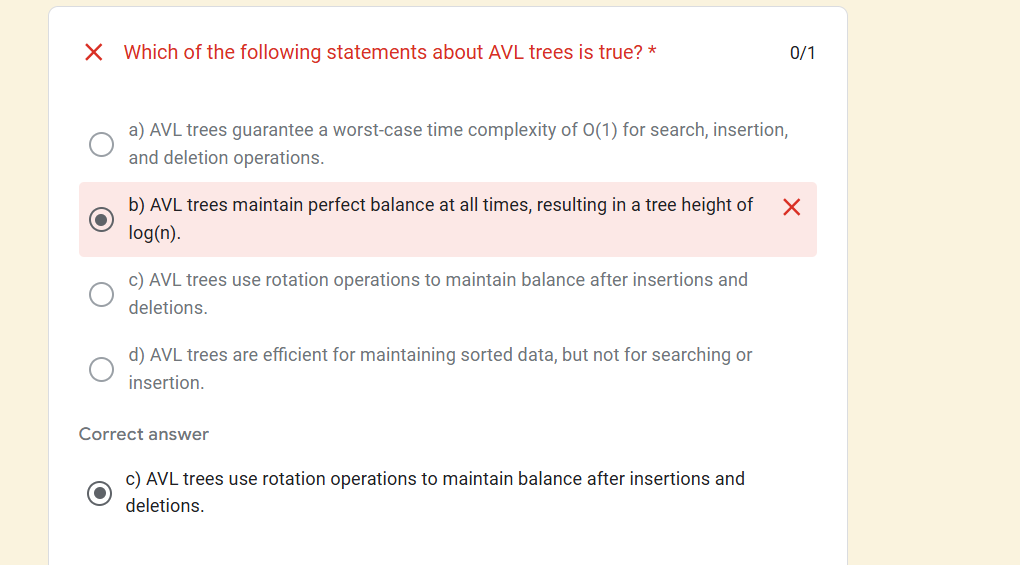 Which of the following statements about AVL trees is true? * 0/1
a) AVL trees guarantee a worst-case time complexity of O(1) for search, insertion,
and deletion operations.
b) AVL trees maintain perfect balance at all times, resulting in a tree height of
log(n).
c) AVL trees use rotation operations to maintain balance after insertions and
deletions.
d) AVL trees are efficient for maintaining sorted data, but not for searching or
insertion.
Correct answer
c) AVL trees use rotation operations to maintain balance after insertions and
deletions.